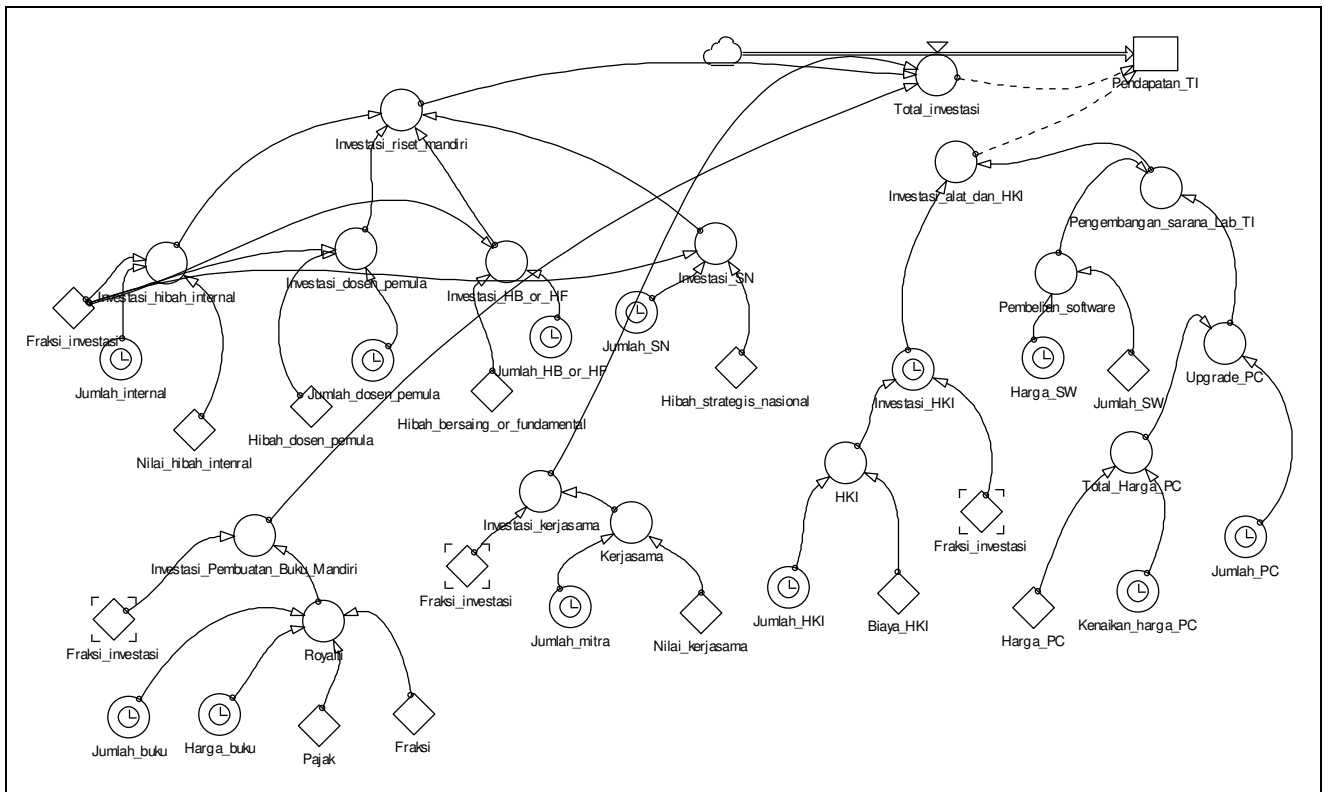 Pendapatan_TI
Total_investasi
Investasi_riset_mandiri
Investasi_alat_dan_HKI
Pengembangan_sarana_Lab_TI
Investasi_hibah_internal
Investasi_dosen_pemula
Investasi_HB_or_HF
Investasi_SN
Pembelian_software
Fraksi_investasi
Jumlah_internal
Jumlah_dosen_pemula
Jumlah_HB_or_HF
Jumlah_SN
Harga_SW
Jumlah_SW
Upgrade_PC
Nilai_hibah_intenral
Hibah_dosen_pemula
Hibah_bersaing_or_fundamental
Hibah_strategis_nasional
Investasi_HKI
HKI
Total_Harga_PC
Investasi_kerjasama
Kerjasama
Fraksi_investasi
Investasi_Pembuatan_Buku_Mandiri
Fraksi_investasi
Jumlah_PC
Fraksi_investasi
Royalti
Jumlah_mitra
Nilai_kerjasama
Jumlah_HKI
Biaya_HKI
Harga_PC
Kenaikan_harga_PC
Jumlah_buku
Harga_buku
Pajak
Fraksi